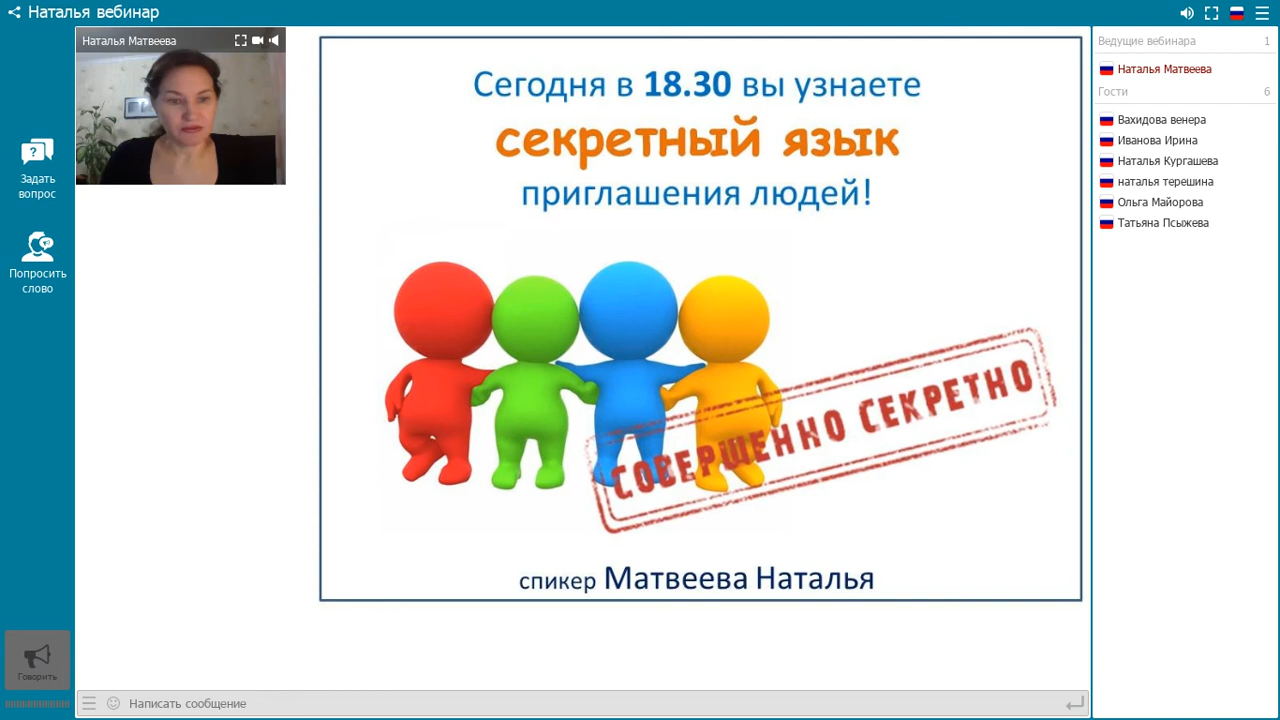 Наталья вебинар
Наталья Матвеева
Задать
вопрос
Попросить
слово
Говорить
Сегодня в 18.30 вы узнаете
секретный язык
приглашения людей!
СОВЕРШЕННО СЕКРЕТНО
спикер Матвеева Наталья
Написать сообщение
Ведущие вебинара 1
Наталья Матвеева
Гости 6
Вахидова венера
Иванова Ирина
Наталья Кургашева
наталья терешина
Ольга Майорова
Татьяна Псыжева